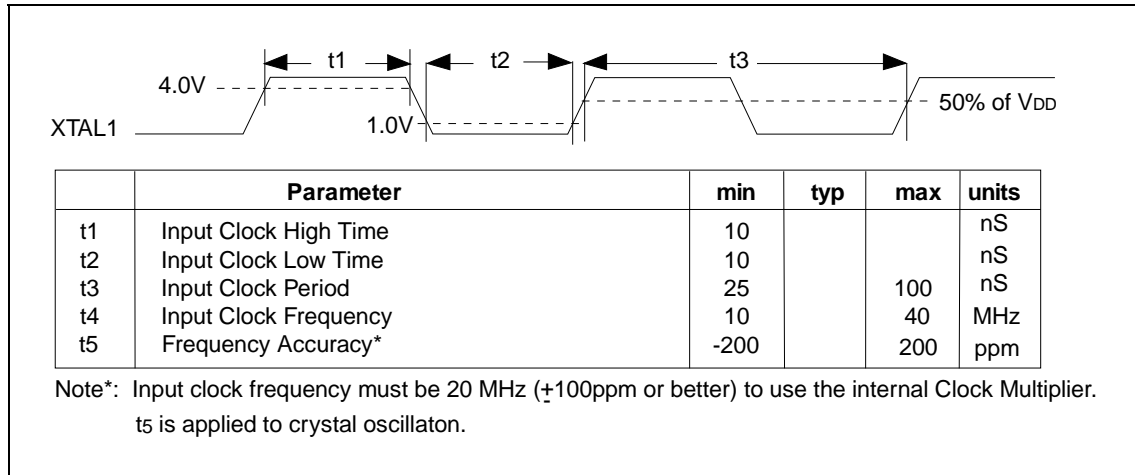 t1 t2 t3
4.0V
50% of VDD
XTAL1 1.0V
Parameter min typ max units
t1 Input Clock High Time 10 nS
t2 Input Clock Low Time 10 nS
t3 Input Clock Period 25 100 nS
t4 Input Clock Frequency 10 40 MHz
t5 Frequency Accuracy* -200 200 ppm
Note*: Input clock frequency must be 20 MHz (±100ppm or better) to use the internal Clock Multiplier.
t5 is applied to crystal oscillaton.